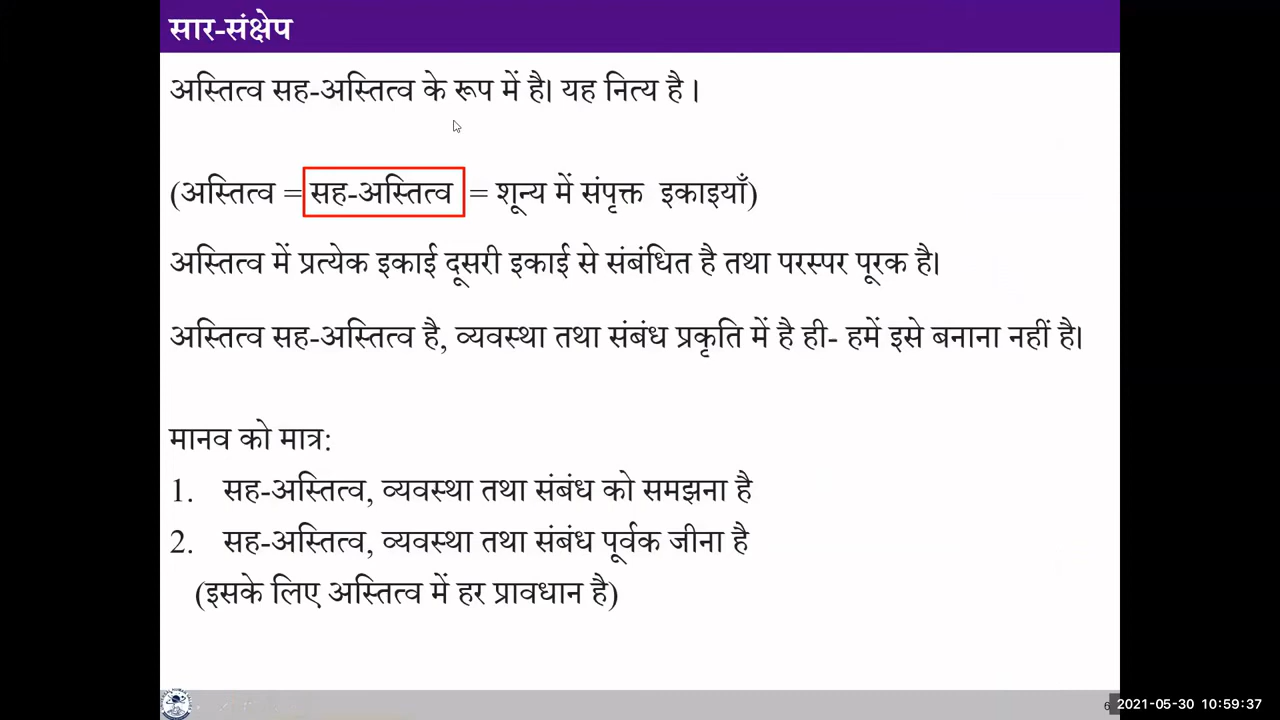 सार-संक्षेप
अस्तित्व सह-अस्तित्व के रूप में है। यह नित्य है ।
(अस्तित्व = सह-अस्तित्व = शून्य में संपृक्त इकाइयाँ)
अस्तित्व में प्रत्येक इकाई दूसरी इकाई से संबंधित है तथा परस्पर पूरक है।
अस्तित्व सह-अस्तित्व है, व्यवस्था तथा संबंध प्रकृति में है ही- हमें इसे बनाना नहीं है।
मानव को मात्र:
1. सह-अस्तित्व, व्यवस्था तथा संबंध को समझना है
2. सह-अस्तित्व, व्यवस्था तथा संबंध पूर्वक जीना है
(इसके लिए अस्तित्व में हर प्रावधान है)
2021-05-30 10:59:37